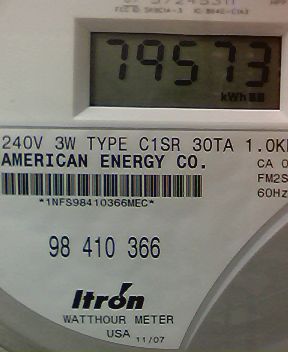 79573
kWh
240V 3W TYPE C1SR 30TA 1.0K
AMERICAN ENERGY CO.
CA 0
FM2S
*1NFS98410366MEC*
60Hz
98 410 366
Itron
WATTHOUR METER
USA 11/07